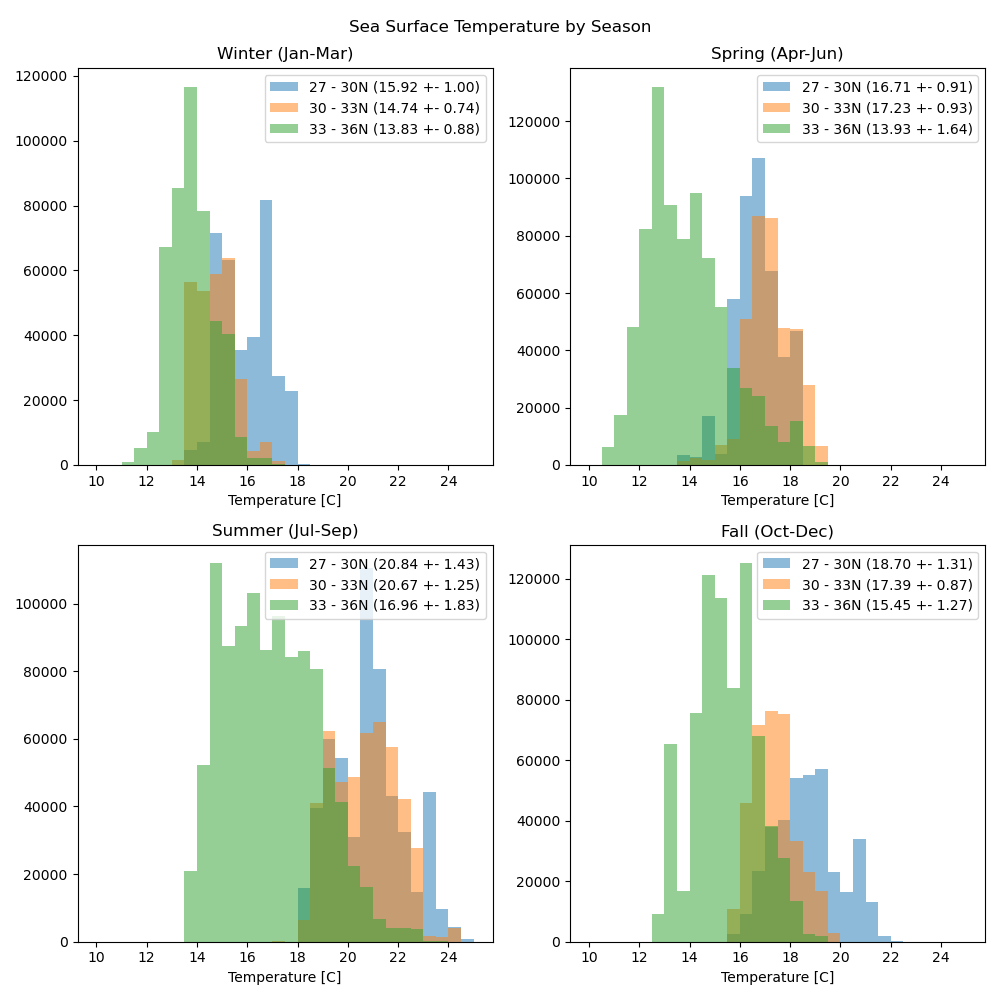 Sea Surface Temperature by Season
Winter (Jan-Mar)
27 - 30N (15.92 +- 1.00)
30 - 33N (14.74 +- 0.74)
33 - 36N (13.83 +- 0.88)
120000
100000
80000
60000
40000
20000
0
10 12 14 16 18 20 22 24
Temperature [C]
Spring (Apr-Jun)
27 - 30N (16.71 +- 0.91)
30 - 33N (17.23 +- 0.93)
33 - 36N (13.93 +- 1.64)
120000
100000
80000
60000
40000
20000
0
10 12 14 16 18 20 22 24
Temperature [C]
Summer (Jul-Sep)
27 - 30N (20.84 +- 1.43)
30 - 33N (20.67 +- 1.25)
33 - 36N (16.96 +- 1.83)
100000
80000
60000
40000
20000
0
10 12 14 16 18 20 22 24
Temperature [C]
Fall (Oct-Dec)
27 - 30N (18.70 +- 1.31)
30 - 33N (17.39 +- 0.87)
33 - 36N (15.45 +- 1.27)
120000
100000
80000
60000
40000
20000
0
10 12 14 16 18 20 22 24
Temperature [C]